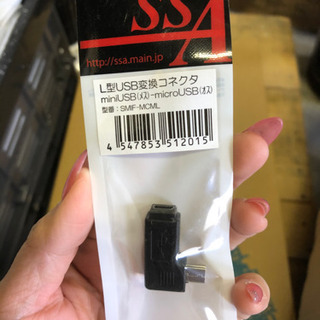 SSA
http://ssa.main.jp
L型USB変換コネクタ
miniUSB(ﾒｽ)-microUSB(ｵｽ)
型番：SMIF-MCML
4 547853 512015